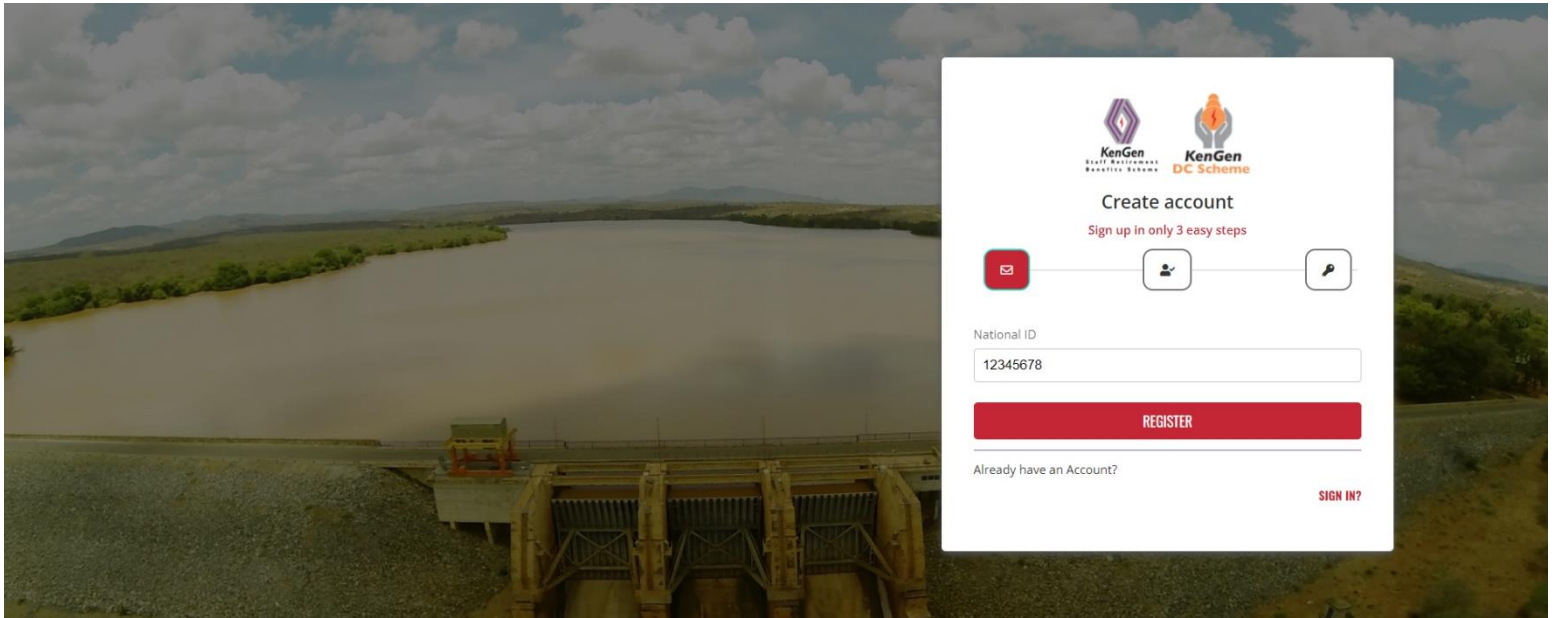 KenGen
Staff Retirement
Benefits Scheme
KenGen
DC Scheme
Create account
Sign up in only 3 easy steps
National ID
12345678
REGISTER
Already have an Account?
SIGN IN?